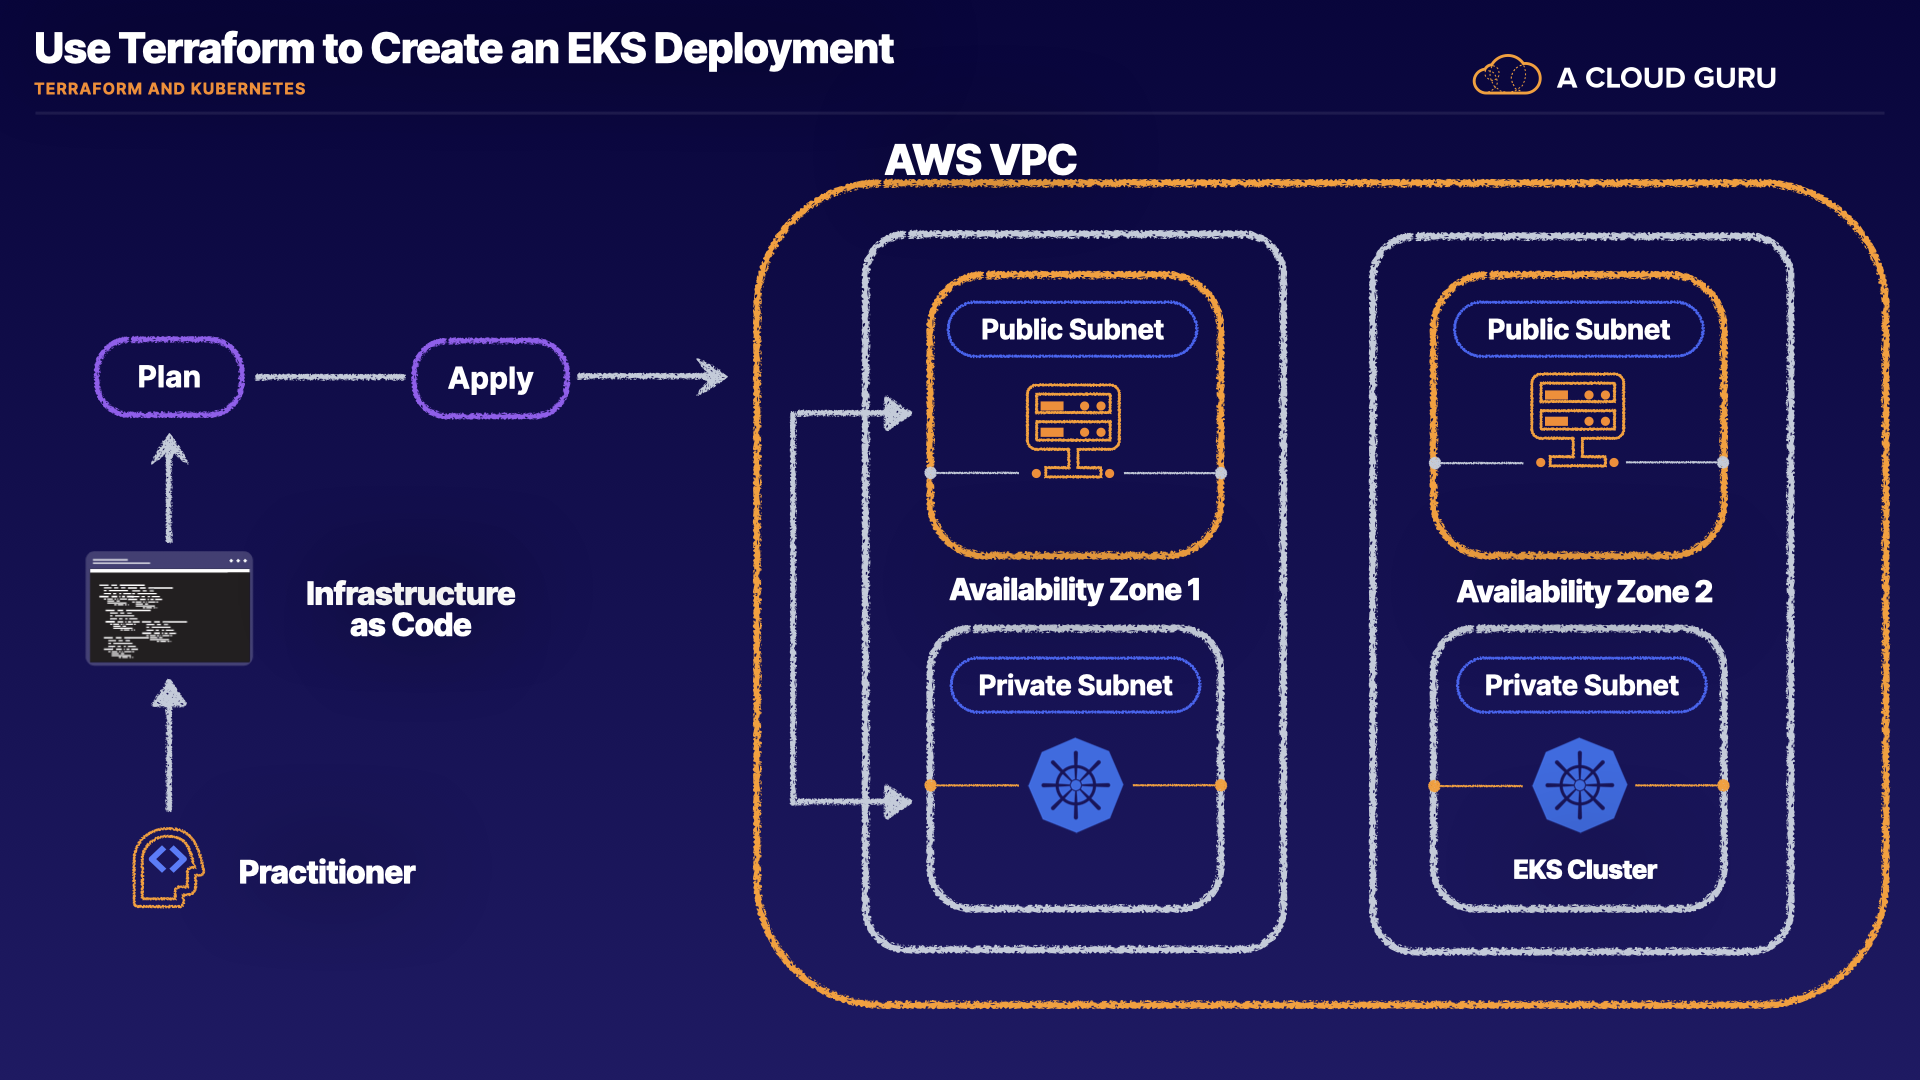 Use Terraform to Create an EKS Deployment
TERRAFORM AND KUBERNETES
A CLOUD GURU
AWS VPC
Plan
Apply
Infrastructure
as Code
Practitioner
Public Subnet
Availability Zone 1
Private Subnet
Public Subnet
Availability Zone 2
Private Subnet
EKS Cluster